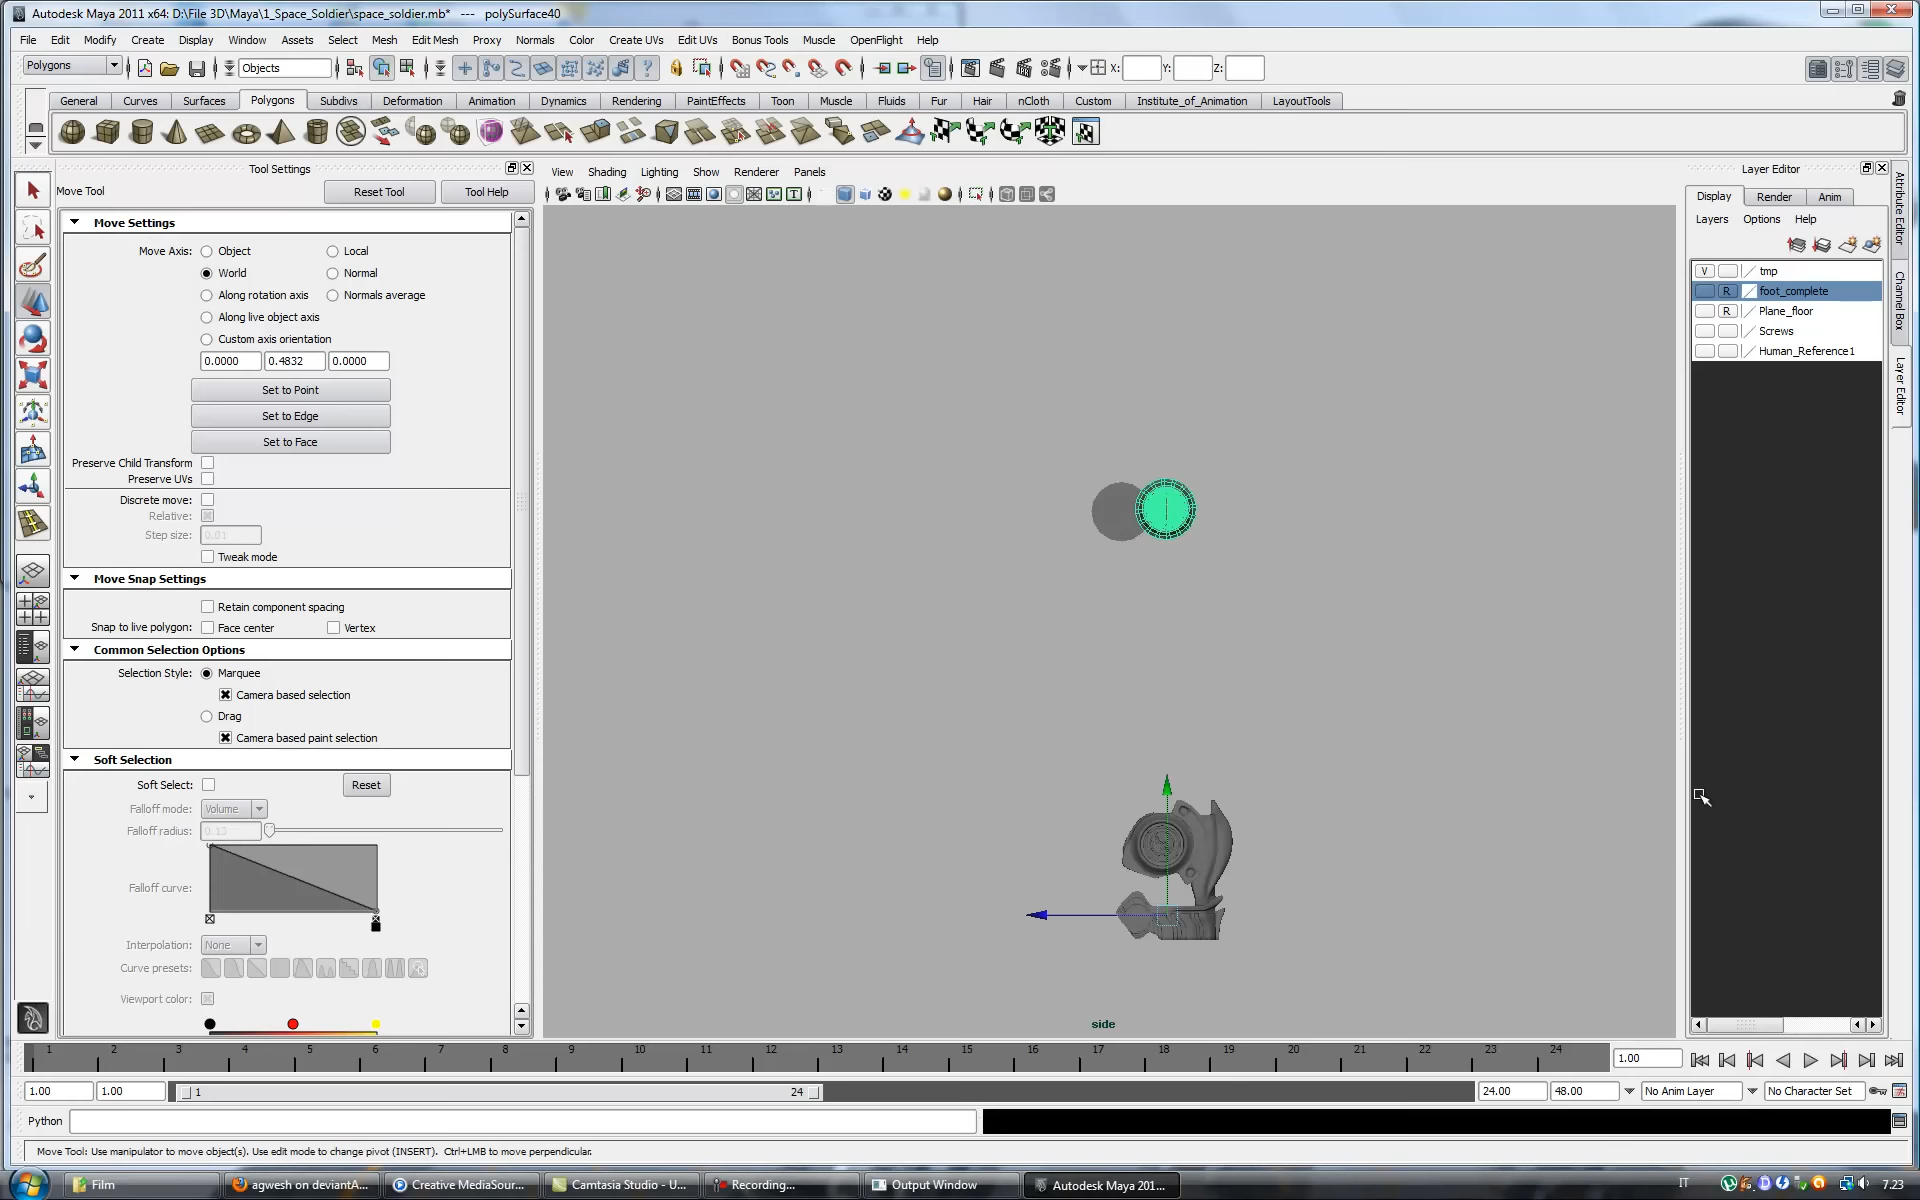 Autodesk Maya 2011 x64: D:\File 3D\Maya\1_Space_Soldier\space_soldier.mb* --- polySurface40
File Edit Modify Create Display Window Assets Select Mesh Edit Mesh Proxy Normals Color Create UVs Edit UVs Bonus Tools Muscle OpenFlight Help
Polygons Objects X: Y: Z:
General Curves Surfaces Polygons Subdivs Deformation Animation Dynamics Rendering PaintEffects Toon Muscle Fluids Fur Hair nCloth Custom Institute_of_Animation LayoutTools
Tool Settings
Move Tool Reset Tool Tool Help
Move Settings
Move Axis: Object Local
World Normal
Along rotation axis Normals average
Along live object axis
Custom axis orientation
0.0000 0.4832 0.0000
Set to Point
Set to Edge
Set to Face
Preserve Child Transform
Preserve UVs
Discrete move:
Relative:
Step size: 0.01
Tweak mode
Move Snap Settings
Retain component spacing
Snap to live polygon: Face center Vertex
Common Selection Options
Selection Style: Marquee
Camera based selection
Drag
Camera based paint selection
Soft Selection
Soft Select: Reset
Falloff mode: Volume
Falloff radius: 0.13
Falloff curve:
Interpolation: None
Curve presets:
Viewport color:
View Shading Lighting Show Renderer Panels
side
Layer Editor
Display Render Anim
Layers Options Help
V tmp
R foot_complete
R Plane_floor
Screws
Human_Reference1
Attribute Editor
Channel Box
Layer Editor
1 2 3 4 5 6 7 8 9 10 11 12 13 14 15 16 17 18 19 20 21 22 23 24 1.00
1.00 1.00 1 24 24.00 48.00 No Anim Layer No Character Set
Python
Move Tool: Use manipulator to move object(s). Use edit mode to change pivot (INSERT). Ctrl+LMB to move perpendicular.
Film agwesh on deviantA... Creative MediaSour... Camtasia Studio - U... Recording... Output Window Autodesk Maya 201... IT 7.23